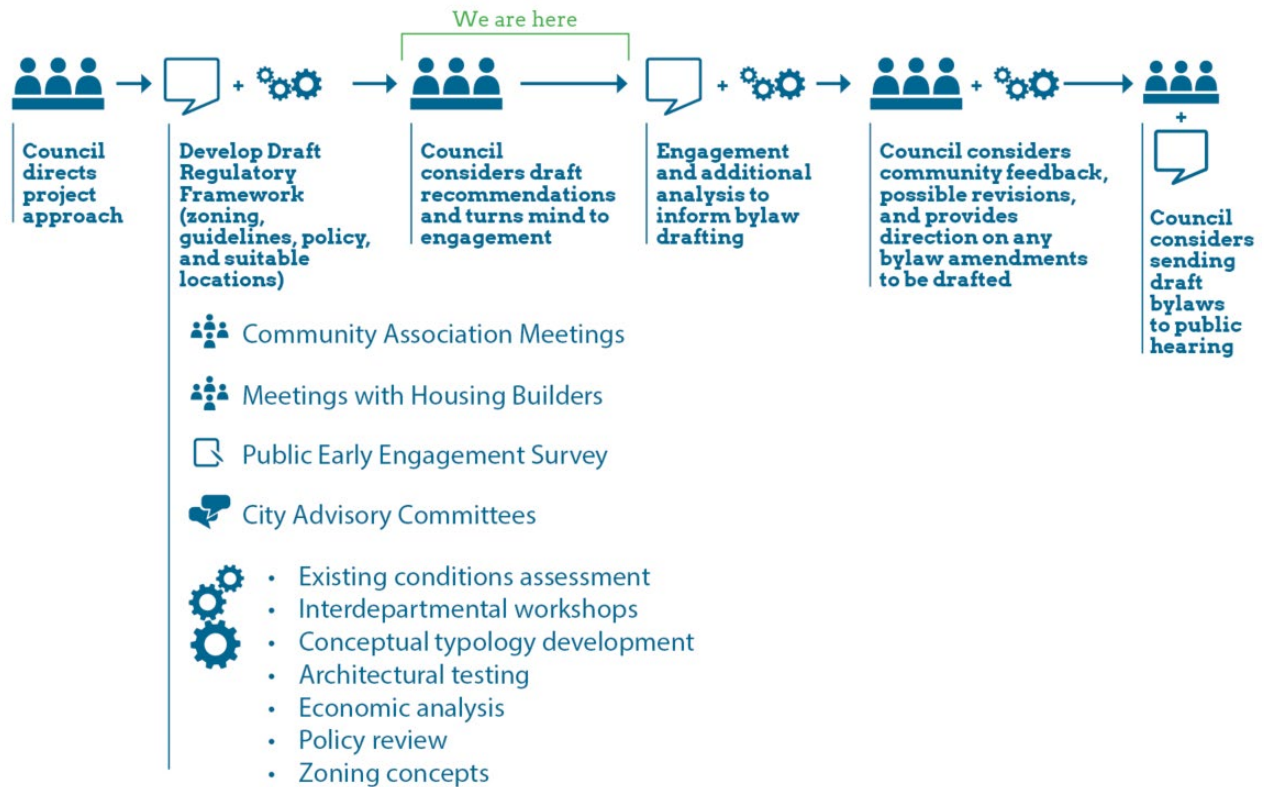 We are here
+
+
+
+
Council
directs
project
approach
Develop Draft
Regulatory
Framework
(zoning,
guidelines, policy,
and suitable
locations)
Council
considers draft
recommendations
and turns mind to
engagement
Engagement
and additional
analysis to
inform bylaw
drafting
Council considers
community feedback,
possible revisions,
and provides
direction on any
bylaw amendments
to be drafted
Council
considers
sending
draft
bylaws
to public
hearing
Community Association Meetings
Meetings with Housing Builders
Public Early Engagement Survey
City Advisory Committees
• Existing conditions assessment
• Interdepartmental workshops
• Conceptual typology development
• Architectural testing
• Economic analysis
• Policy review
• Zoning concepts